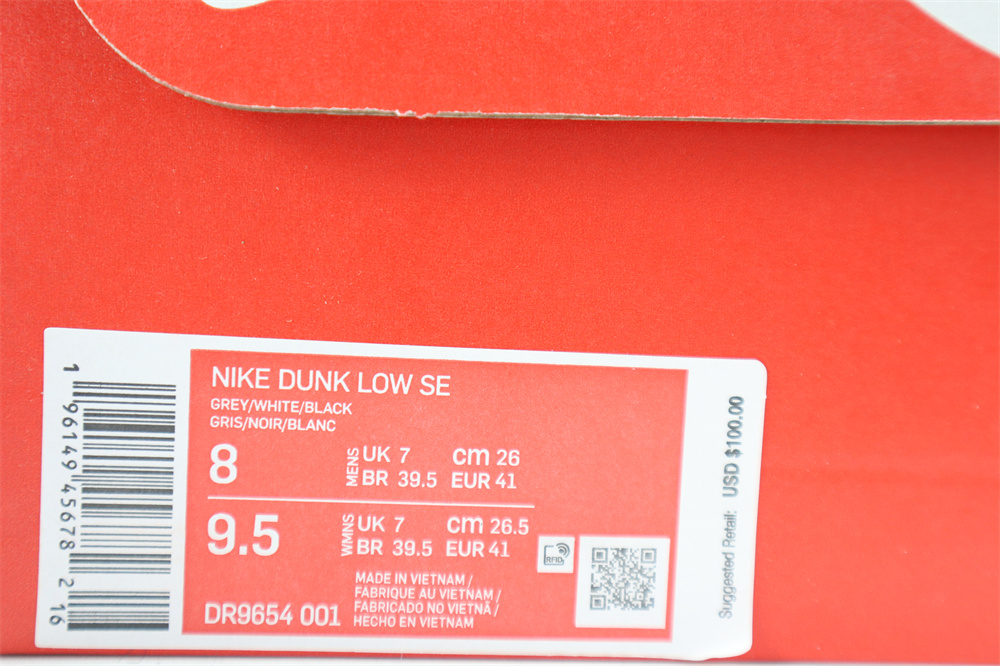 NIKE DUNK LOW SE
GREY/WHITE/BLACK
GRIS/NOIR/BLANC
8 MENS UK 7 cm 26
BR 39.5 EUR 41
9.5 WMNS UK 7 cm 26.5
BR 39.5 EUR 41
MADE IN VIETNAM /
FABRIQUE AU VIETNAM /
FABRICADO NO VIETNÃ /
HECHO EN VIETNAM
DR9654 001
RFID
1 96149 45678 2 16
Suggested Retail: USD $100.00